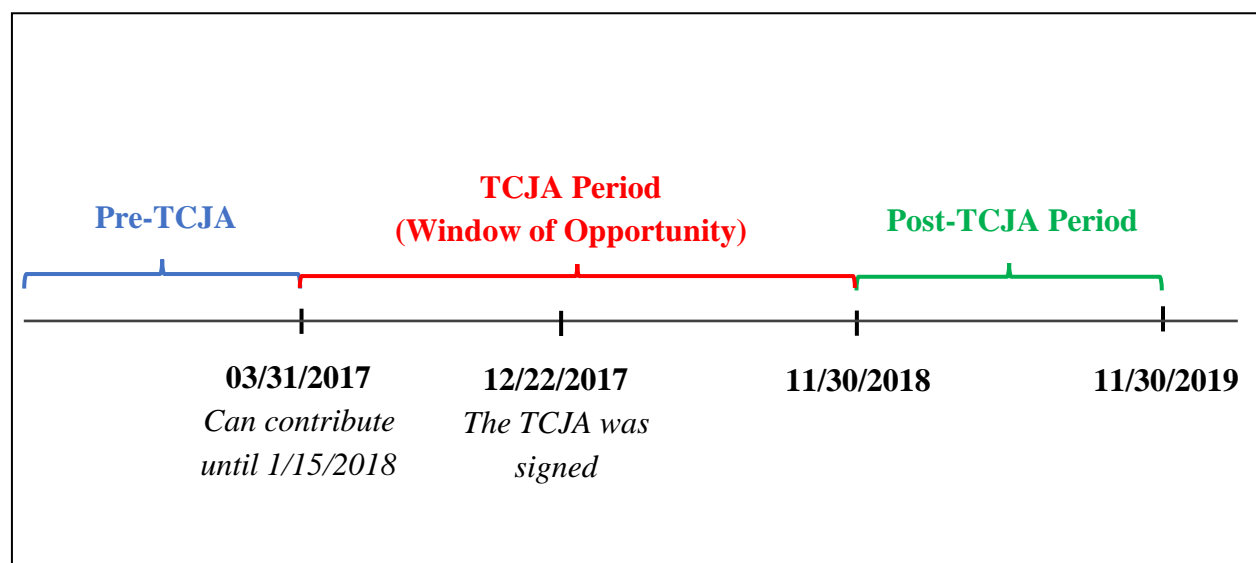 Pre-TCJA
TCJA Period
(Window of Opportunity)
Post-TCJA Period
03/31/2017
Can contribute
until 1/15/2018
12/22/2017
The TCJA was
signed
11/30/2018
11/30/2019